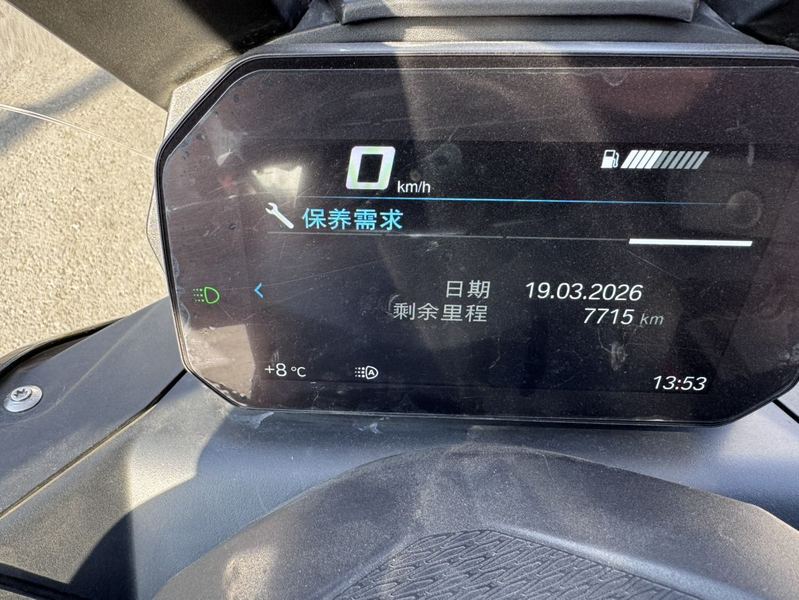 0 km/h
保养需求
日期 19.03.2026
剩余里程 7715 km
+8 °C A 13:53